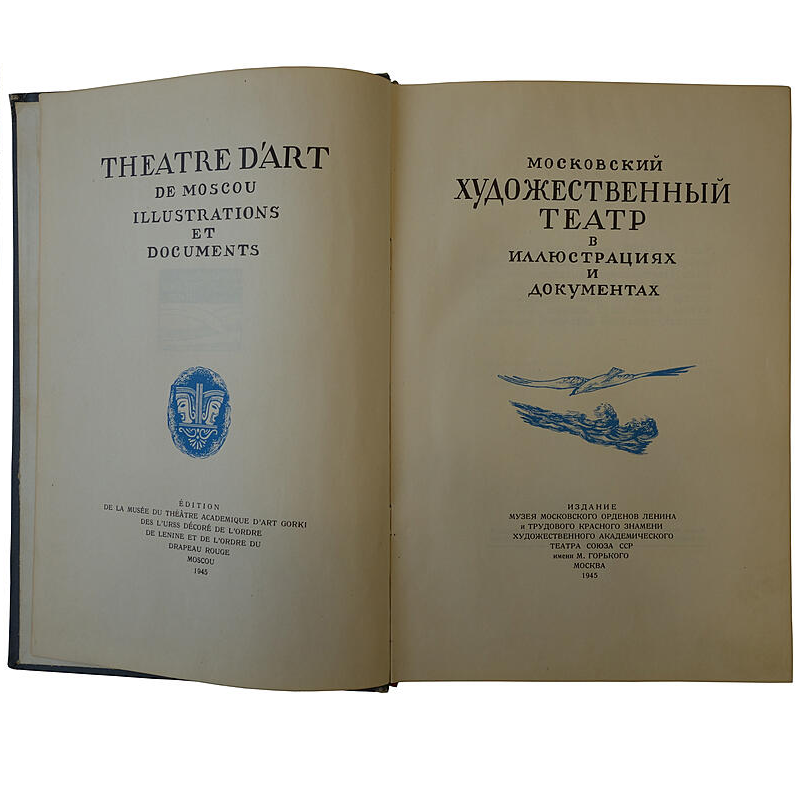 THEATRE D'ART
DE MOSCOU
ILLUSTRATIONS
ET
DOCUMENTS
ÉDITION
DE LA MUSÉE DU THÉÂTRE ACADEMIQUE D'ART GORKI
DES L'URSS DÉCORÉ DE L'ORDRE
DE LENINE ET DE L'ORDRE DU
DRAPEAU ROUGE
MOSCOU
1945
МОСКОВСКИЙ
ХУДОЖЕСТВЕННЫЙ
ТЕАТР
В
ИЛЛЮСТРАЦИЯХ
И
ДОКУМЕНТАХ
ИЗДАНИЕ
МУЗЕЯ МОСКОВСКОГО ОРДЕНОВ ЛЕНИНА
и ТРУДОВОГО КРАСНОГО ЗНАМЕНИ
ХУДОЖЕСТВЕННОГО АКАДЕМИЧЕСКОГО
ТЕАТРА СОЮЗА ССР
имени М. ГОРЬКОГО
МОСКВА
1945